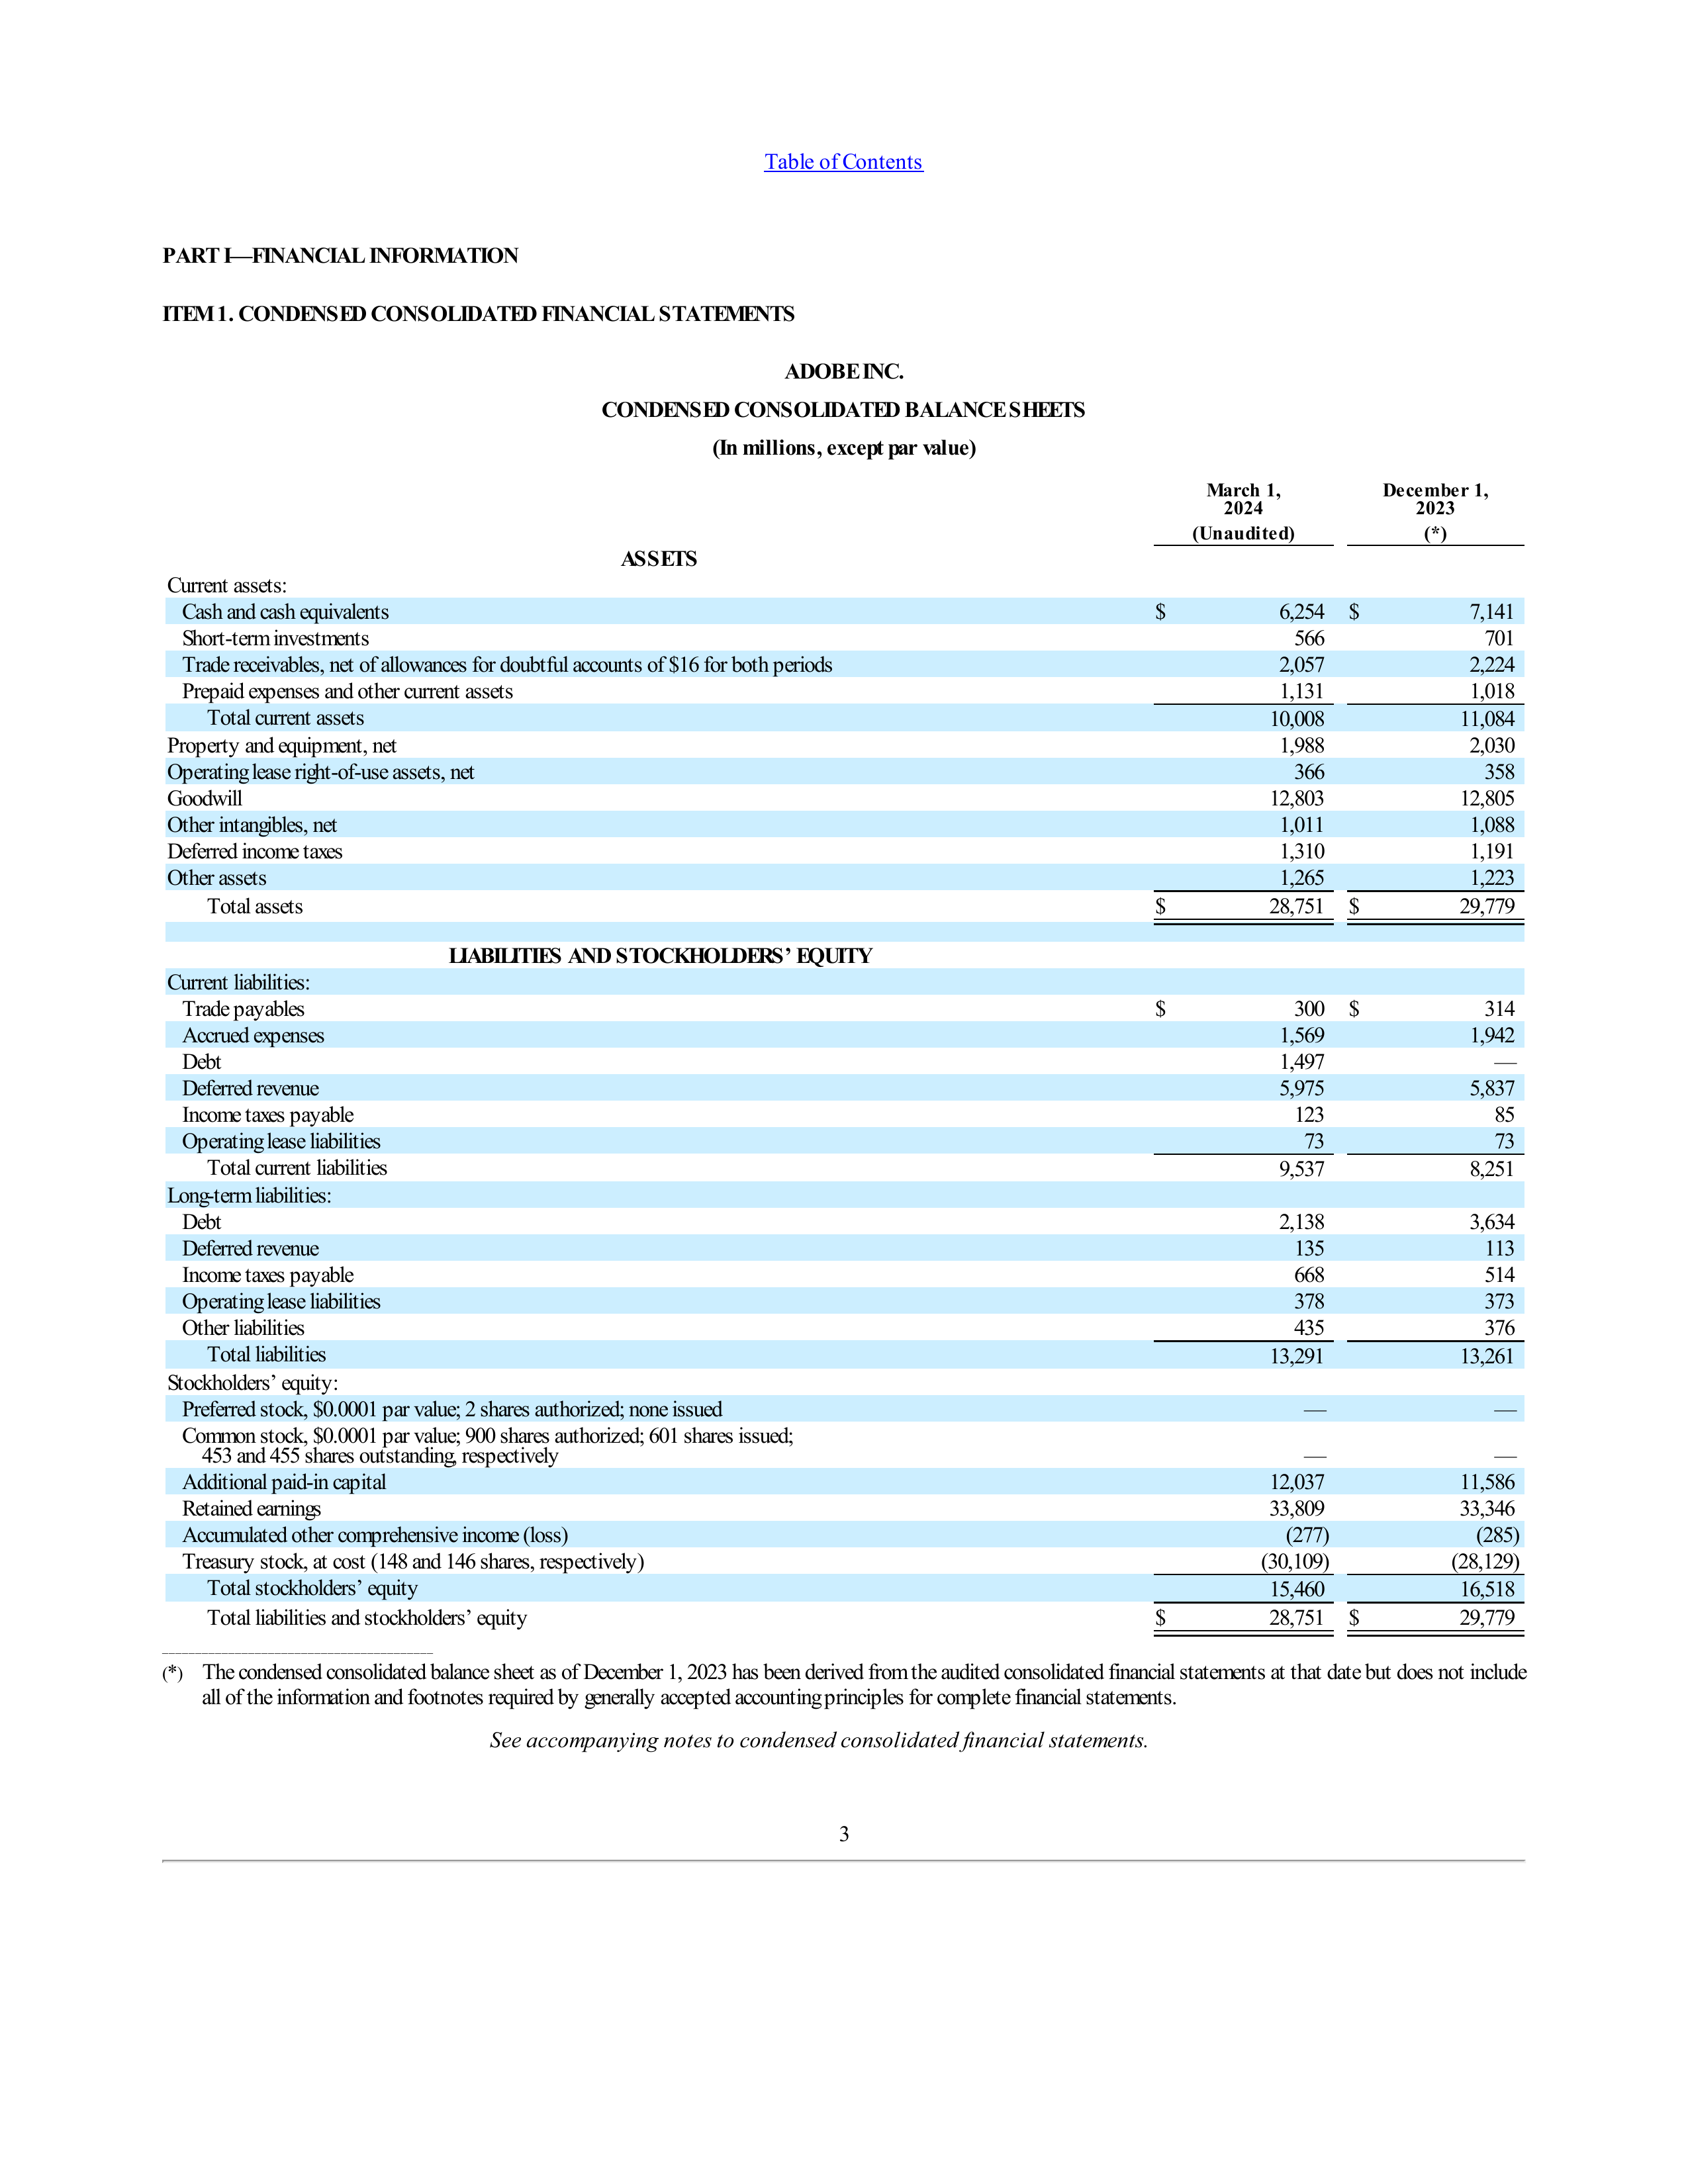 Table of Contents
PART I—FINANCIAL INFORMATION
ITEM 1. CONDENSED CONSOLIDATED FINANCIAL STATEMENTS
ADOBE INC.
CONDENSED CONSOLIDATED BALANCE SHEETS
(In millions, except par value)
March 1, 2024 (Unaudited) December 1, 2023 (*)
ASSETS
Current assets:
Cash and cash equivalents $ 6,254 $ 7,141
Short-term investments 566 701
Trade receivables, net of allowances for doubtful accounts of $16 for both periods 2,057 2,224
Prepaid expenses and other current assets 1,131 1,018
Total current assets 10,008 11,084
Property and equipment, net 1,988 2,030
Operating lease right-of-use assets, net 366 358
Goodwill 12,803 12,805
Other intangibles, net 1,011 1,088
Deferred income taxes 1,310 1,191
Other assets 1,265 1,223
Total assets $ 28,751 $ 29,779
LIABILITIES AND STOCKHOLDERS’ EQUITY
Current liabilities:
Trade payables $ 300 $ 314
Accrued expenses 1,569 1,942
Debt 1,497 —
Deferred revenue 5,975 5,837
Income taxes payable 123 85
Operating lease liabilities 73 73
Total current liabilities 9,537 8,251
Long-term liabilities:
Debt 2,138 3,634
Deferred revenue 135 113
Income taxes payable 668 514
Operating lease liabilities 378 373
Other liabilities 435 376
Total liabilities 13,291 13,261
Stockholders’ equity:
Preferred stock, $0.0001 par value; 2 shares authorized; none issued — —
Common stock, $0.0001 par value; 900 shares authorized; 601 shares issued;
453 and 455 shares outstanding, respectively — —
Additional paid-in capital 12,037 11,586
Retained earnings 33,809 33,346
Accumulated other comprehensive income (loss) (277) (285)
Treasury stock, at cost (148 and 146 shares, respectively) (30,109) (28,129)
Total stockholders’ equity 15,460 16,518
Total liabilities and stockholders’ equity $ 28,751 $ 29,779
(*) The condensed consolidated balance sheet as of December 1, 2023 has been derived from the audited consolidated financial statements at that date but does not include
all of the information and footnotes required by generally accepted accounting principles for complete financial statements.
See accompanying notes to condensed consolidated financial statements.
3